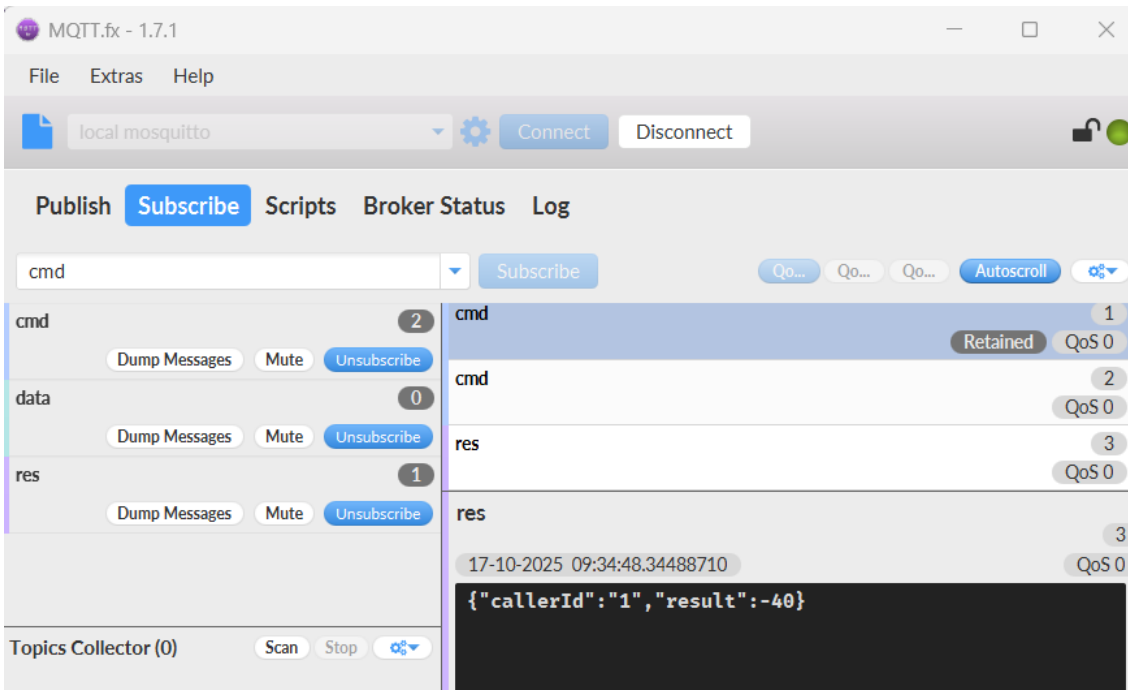 MQTT.fx - 1.7.1
File Extras Help
local mosquitto Connect Disconnect
Publish Subscribe Scripts Broker Status Log
cmd Subscribe Qo... Qo... Qo... Autoscroll
cmd 2
Dump Messages Mute Unsubscribe
data 0
Dump Messages Mute Unsubscribe
res 1
Dump Messages Mute Unsubscribe
Topics Collector (0) Scan Stop
cmd 1
Retained QoS 0
cmd 2
QoS 0
res 3
QoS 0
res
3
17-10-2025 09:34:48.34488710 QoS 0
{"callerId":"1","result":-40}